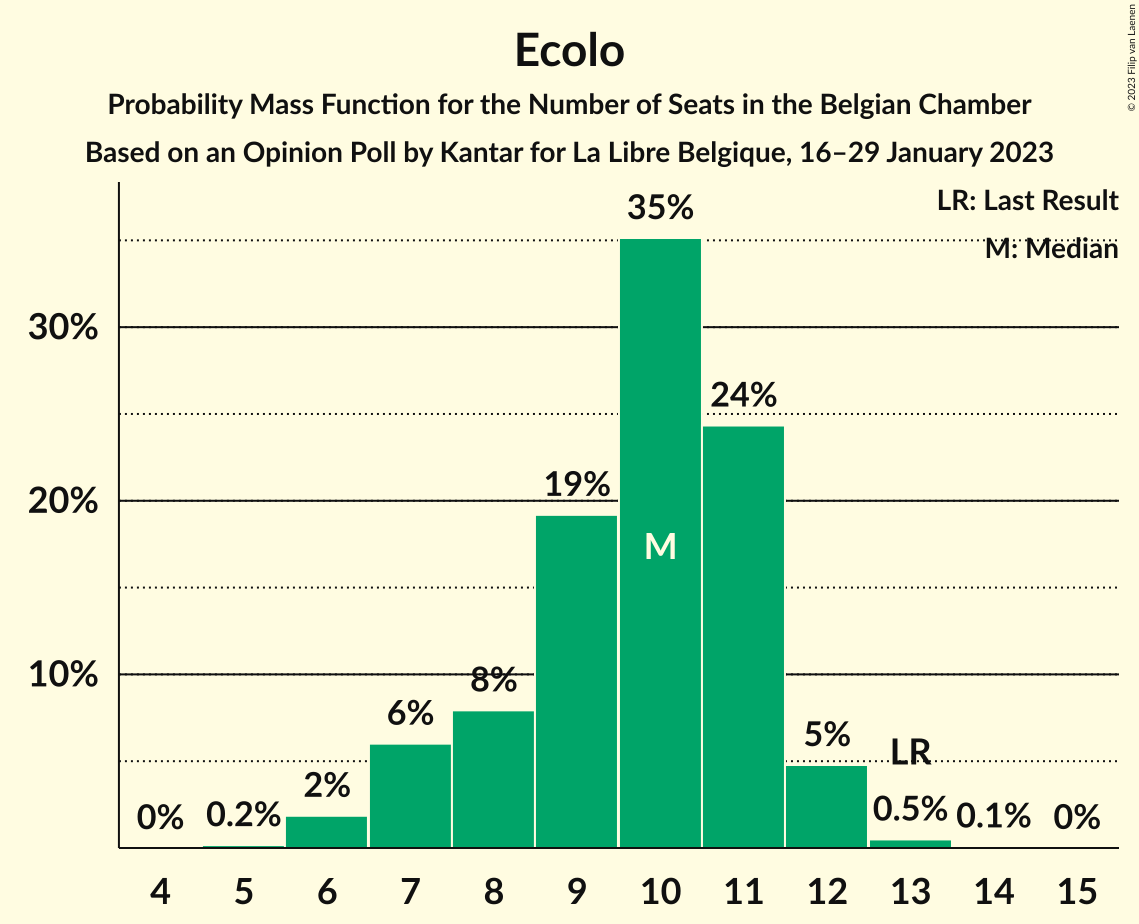 Ecolo
Probability Mass Function for the Number of Seats in the Belgian Chamber
Based on an Opinion Poll by Kantar for La Libre Belgique, 16–29 January 2023
© 2023 Filip van Laenen
LR: Last Result
M: Median
35%
30%
24%
19%
20%
M
10%
8%
6%
5%
LR
2%
0%
0.2%
0.5%
0.1%
0%
4 5 6 7 8 9 10 11 12 13 14 15